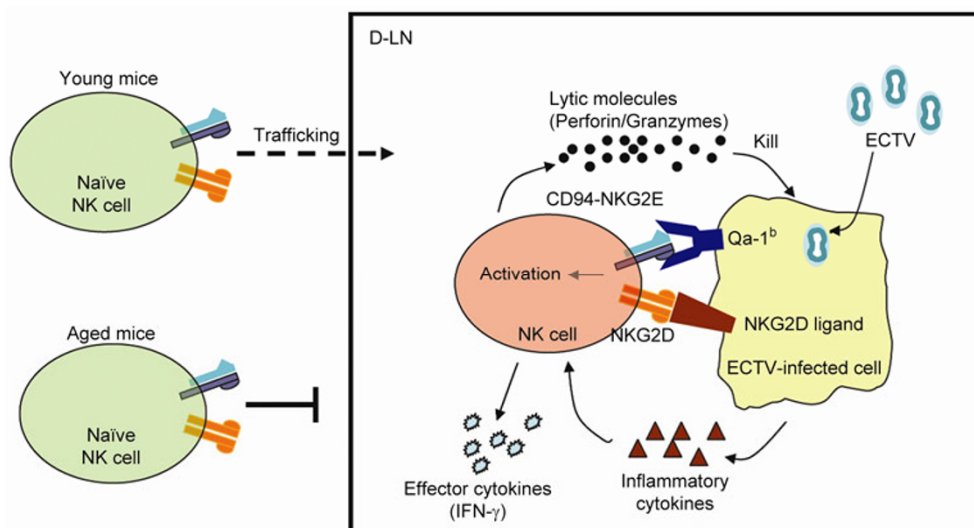 D-LN
Young mice
Naïve
NK cell
Trafficking
Lytic molecules
(Perforin/Granzymes)
Kill
ECTV
CD94-NKG2E
Qa-1ᵇ
Activation
NK cell
NKG2D
NKG2D ligand
ECTV-infected cell
Aged mice
Naïve
NK cell
Effector cytokines
(IFN-γ)
Inflammatory
cytokines